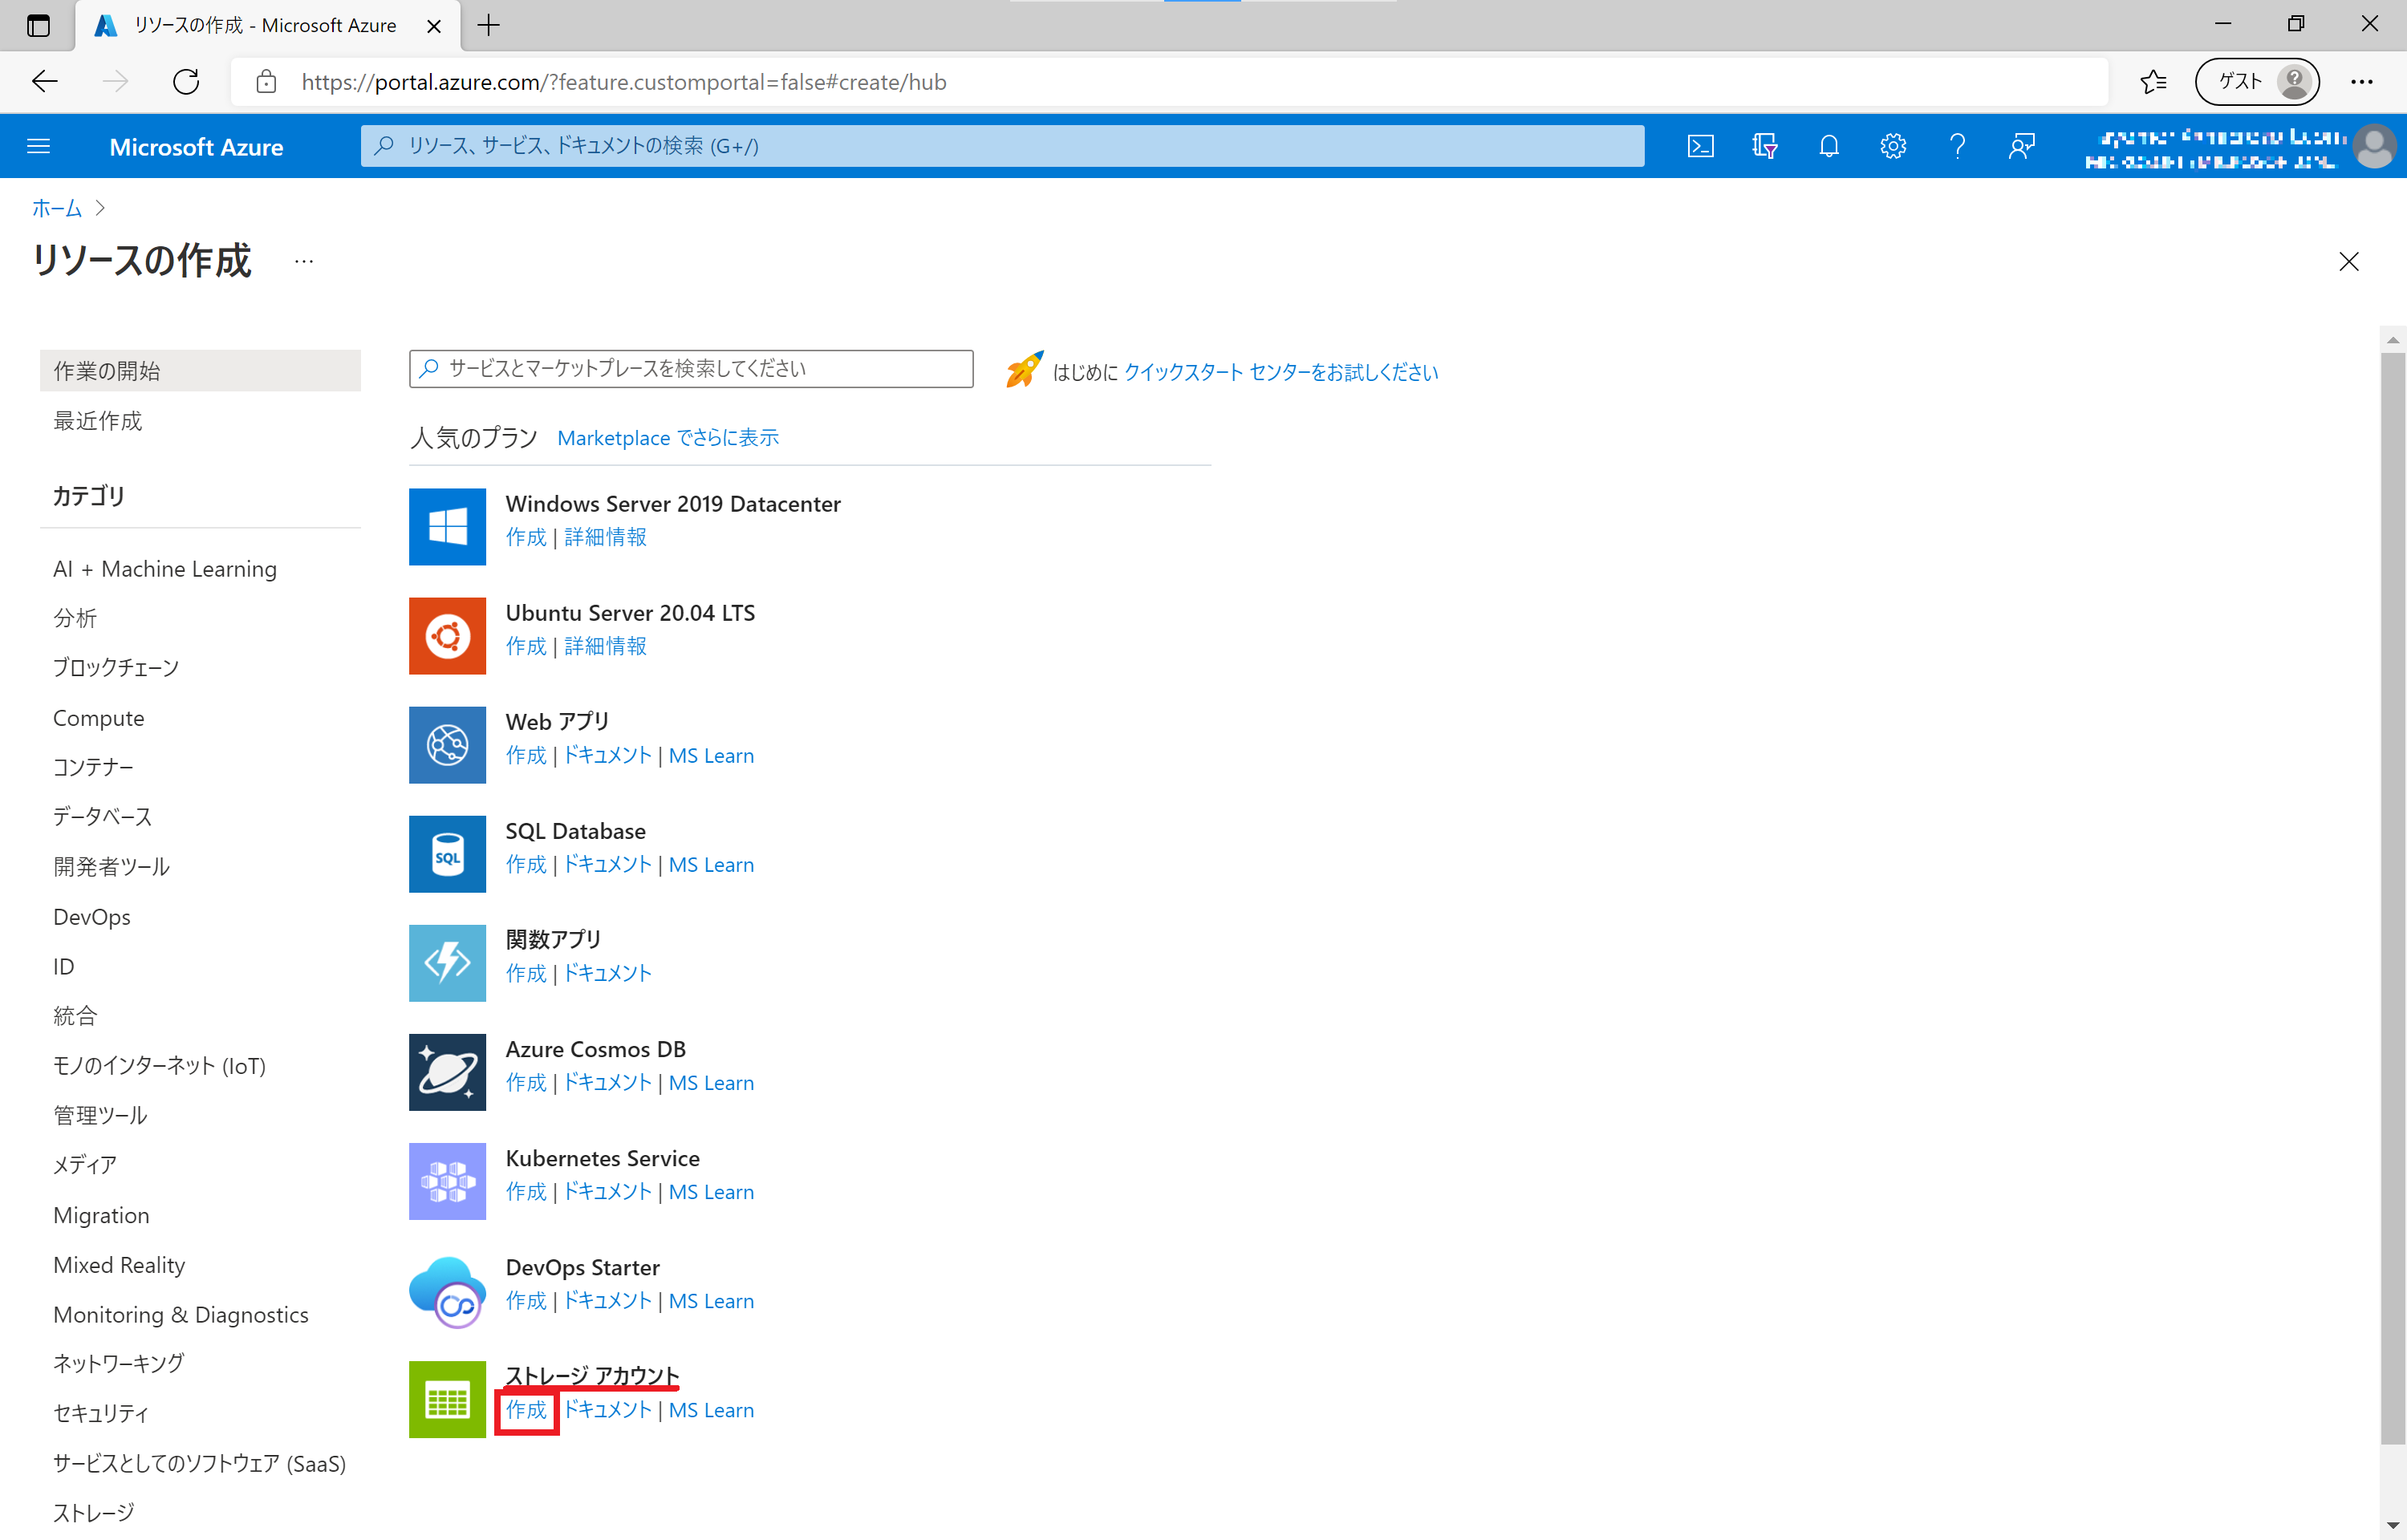 リソースの作成 - Microsoft Azure
https://portal.azure.com/?feature.customportal=false#create/hub
ゲスト
Microsoft Azure
リソース、サービス、ドキュメントの検索 (G+/)
ホーム
リソースの作成
作業の開始
最近作成
カテゴリ
AI + Machine Learning
分析
ブロックチェーン
Compute
コンテナー
データベース
開発者ツール
DevOps
ID
統合
モノのインターネット (IoT)
管理ツール
メディア
Migration
Mixed Reality
Monitoring & Diagnostics
ネットワーキング
セキュリティ
サービスとしてのソフトウェア (SaaS)
ストレージ
サービスとマーケットプレースを検索してください
はじめに クイックスタート センターをお試しください
人気のプラン Marketplace でさらに表示
Windows Server 2019 Datacenter
作成 | 詳細情報
Ubuntu Server 20.04 LTS
作成 | 詳細情報
Web アプリ
作成 | ドキュメント | MS Learn
SQL
SQL Database
作成 | ドキュメント | MS Learn
関数アプリ
作成 | ドキュメント
Azure Cosmos DB
作成 | ドキュメント | MS Learn
Kubernetes Service
作成 | ドキュメント | MS Learn
DevOps Starter
作成 | ドキュメント | MS Learn
ストレージ アカウント
作成 ドキュメント | MS Learn